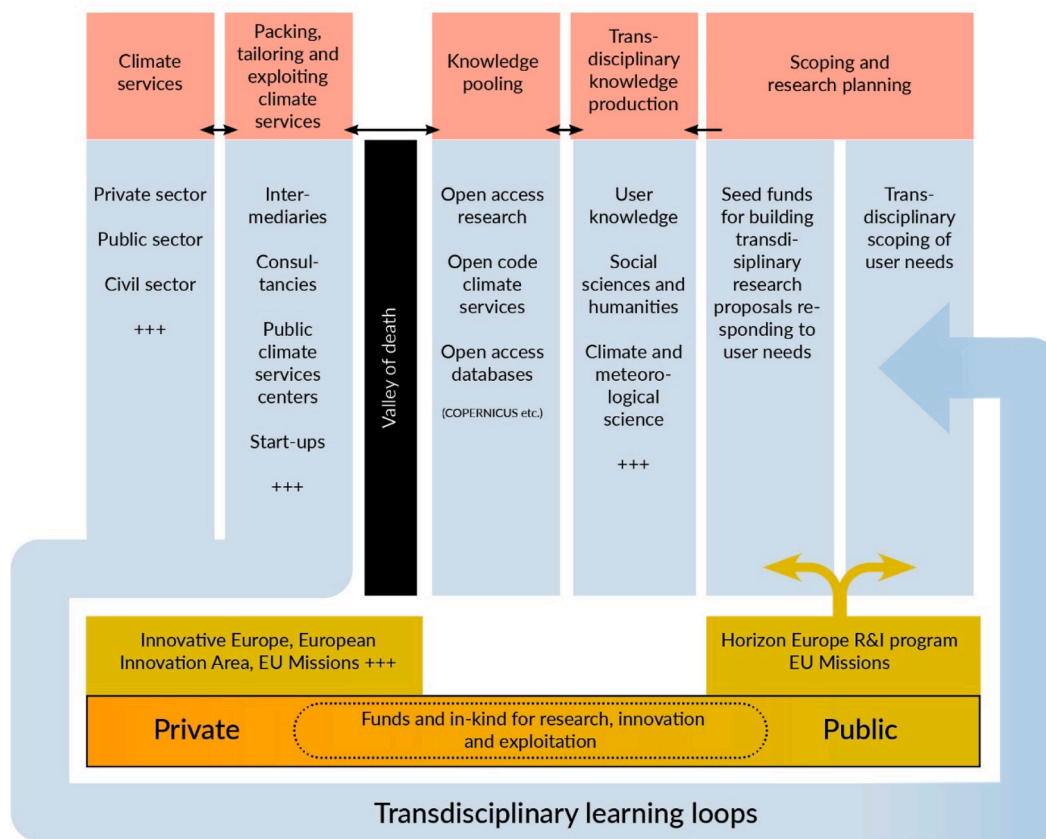 Climate
services
Packing,
tailoring and
exploiting
climate
services
Knowledge
pooling
Trans-
disciplinary
knowledge
production
Scoping and
research planning
Private sector
Public sector
Civil sector
+++
Inter-
mediaries
Consul-
tancies
Public
climate
services
centers
Start-ups
+++
Valley of death
Open access
research
Open code
climate
services
Open access
databases
(COPERNICUS etc.)
User
knowledge
Social
sciences and
humanities
Climate and
meteoro-
logical
science
+++
Seed funds
for building
transdi-
siplinary
research
proposals re-
sponding to
user needs
Trans-
disciplinary
scoping of
user needs
Innovative Europe, European
Innovation Area, EU Missions +++
Horizon Europe R&I program
EU Missions
Private
Funds and in-kind for research, innovation
and exploitation
Public
Transdisciplinary learning loops